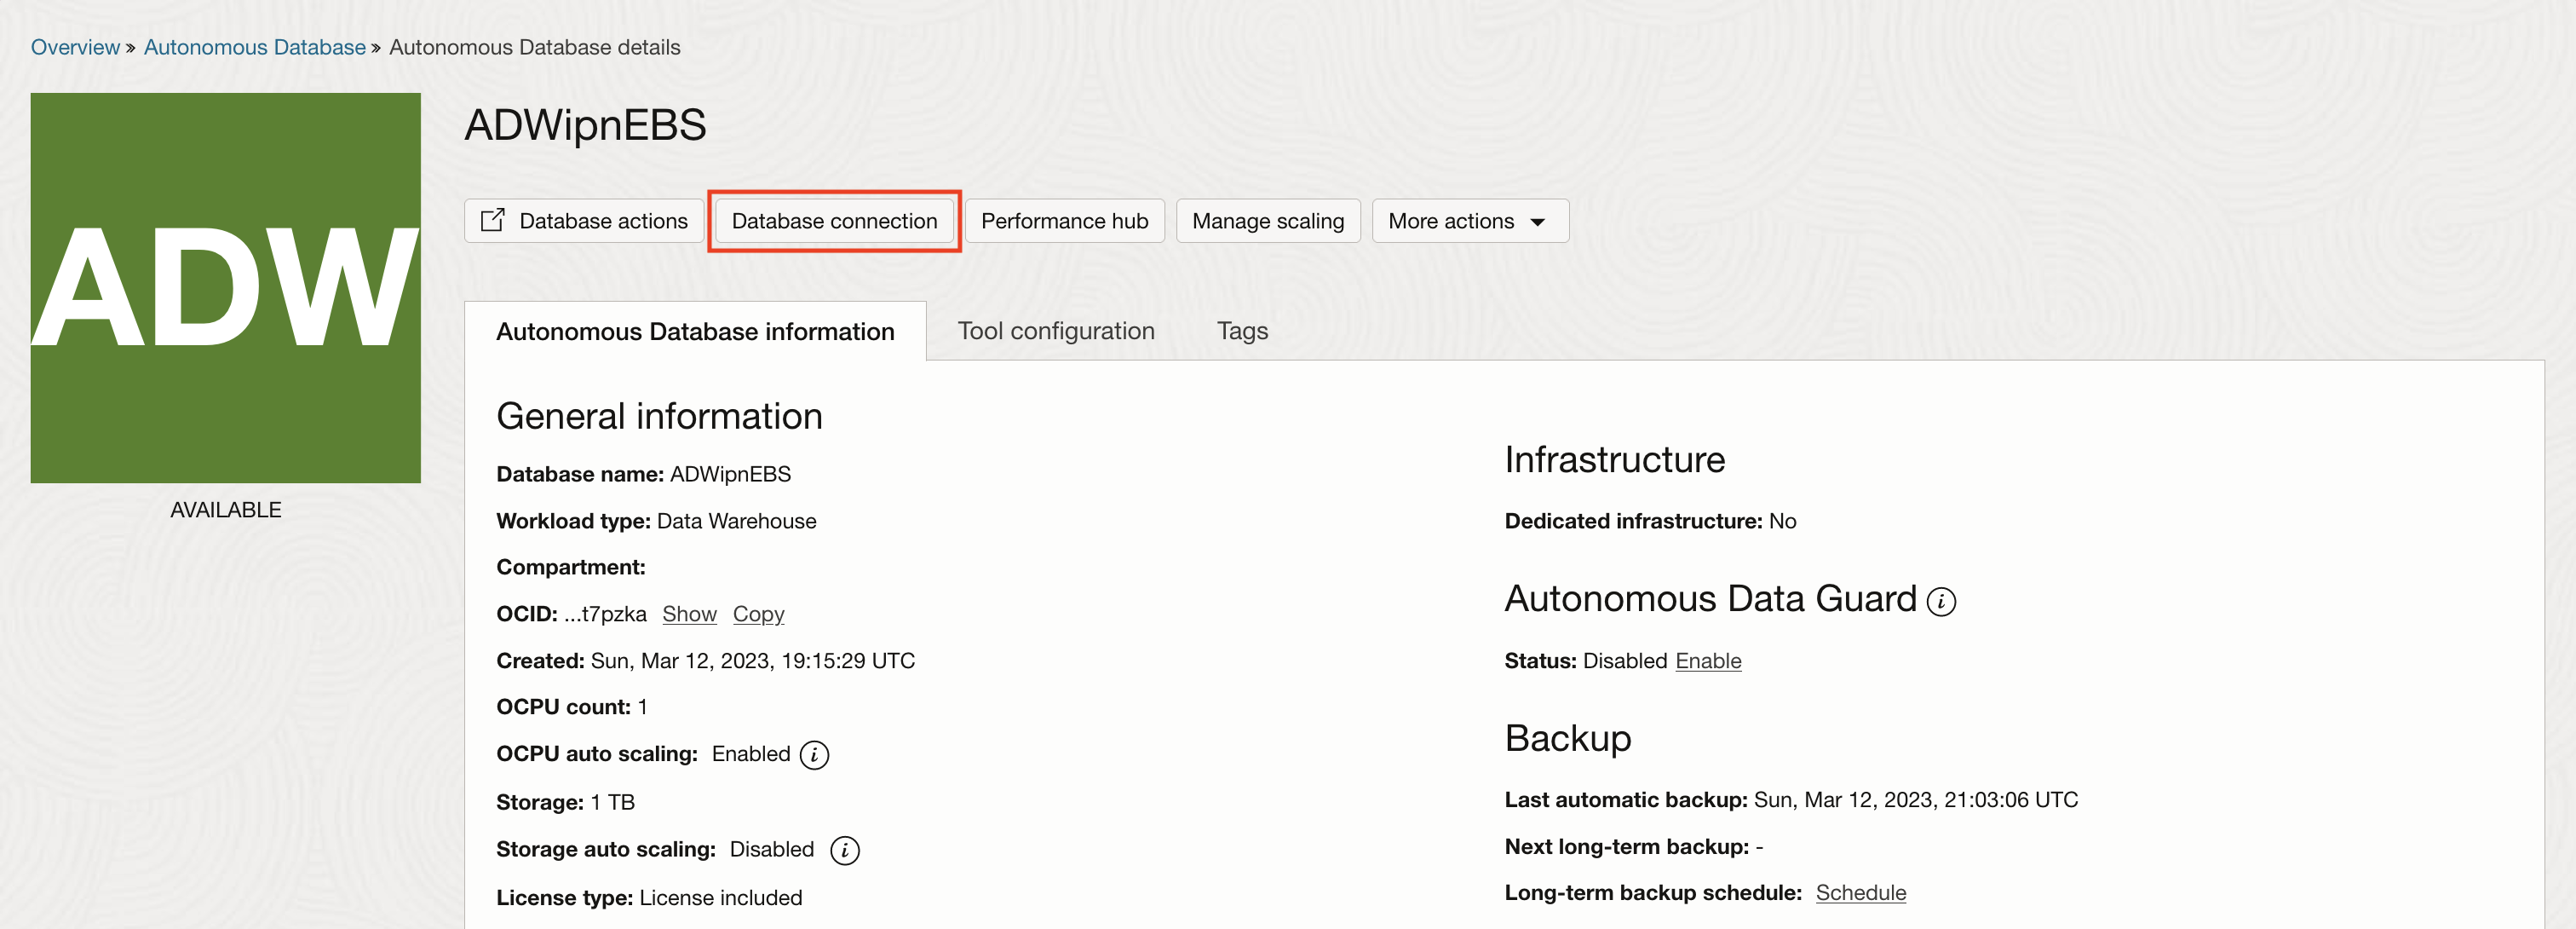 Overview » Autonomous Database » Autonomous Database details
ADW
AVAILABLE
ADWipnEBS
Database actions
Database connection
Performance hub
Manage scaling
More actions
Autonomous Database information
Tool configuration
Tags
General information
Database name: ADWipnEBS
Workload type: Data Warehouse
Compartment:
OCID: ...t7pzka Show Copy
Created: Sun, Mar 12, 2023, 19:15:29 UTC
OCPU count: 1
OCPU auto scaling: Enabled i
Storage: 1 TB
Storage auto scaling: Disabled i
License type: License included
Infrastructure
Dedicated infrastructure: No
Autonomous Data Guard i
Status: Disabled Enable
Backup
Last automatic backup: Sun, Mar 12, 2023, 21:03:06 UTC
Next long-term backup: -
Long-term backup schedule: Schedule